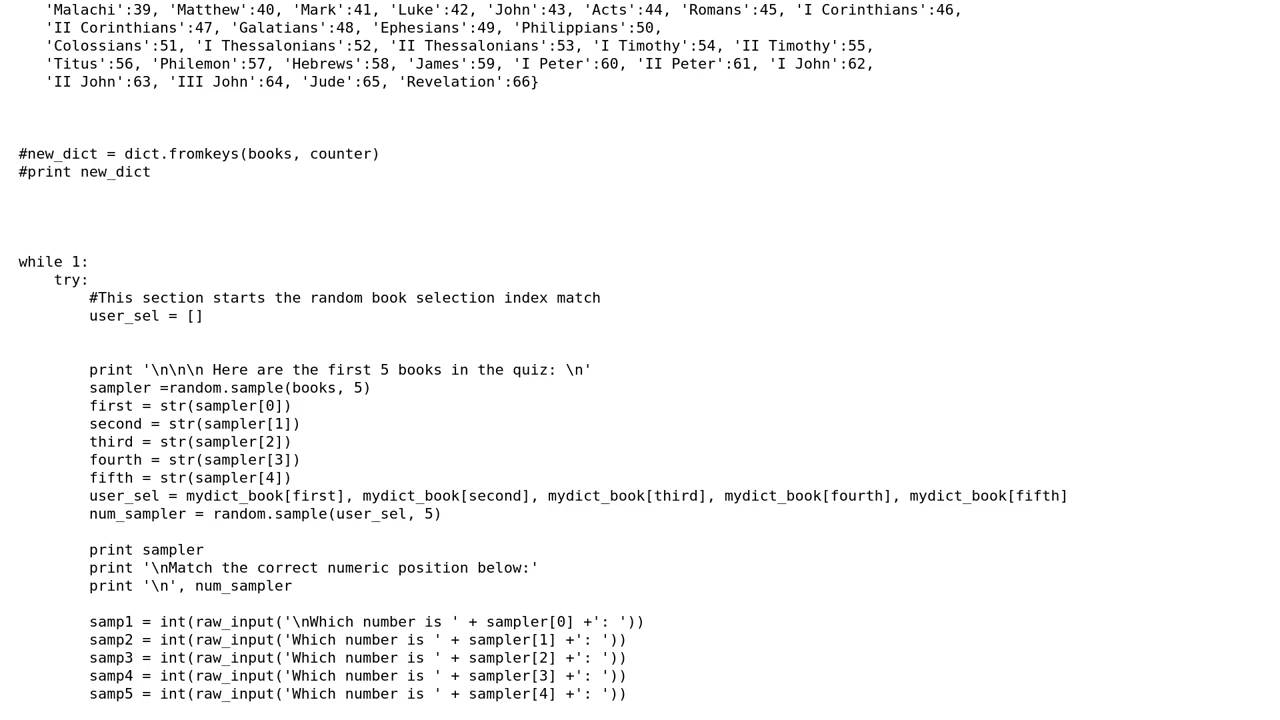 'Malachi':39, 'Matthew':40, 'Mark':41, 'Luke':42, 'John':43, 'Acts':44, 'Romans':45, 'I Corinthians':46,
'II Corinthians':47, 'Galatians':48, 'Ephesians':49, 'Philippians':50,
'Colossians':51, 'I Thessalonians':52, 'II Thessalonians':53, 'I Timothy':54, 'II Timothy':55,
'Titus':56, 'Philemon':57, 'Hebrews':58, 'James':59, 'I Peter':60, 'II Peter':61, 'I John':62,
'II John':63, 'III John':64, 'Jude':65, 'Revelation':66}
#new_dict = dict.fromkeys(books, counter)
#print new_dict
while 1:
try:
#This section starts the random book selection index match
user_sel = []
print '\n\n\n Here are the first 5 books in the quiz: \n'
sampler =random.sample(books, 5)
first = str(sampler[0])
second = str(sampler[1])
third = str(sampler[2])
fourth = str(sampler[3])
fifth = str(sampler[4])
user_sel = mydict_book[first], mydict_book[second], mydict_book[third], mydict_book[fourth], mydict_book[fifth]
num_sampler = random.sample(user_sel, 5)
print sampler
print '\nMatch the correct numeric position below:'
print '\n', num_sampler
samp1 = int(raw_input('\nWhich number is ' + sampler[0] +': '))
samp2 = int(raw_input('Which number is ' + sampler[1] +': '))
samp3 = int(raw_input('Which number is ' + sampler[2] +': '))
samp4 = int(raw_input('Which number is ' + sampler[3] +': '))
samp5 = int(raw_input('Which number is ' + sampler[4] +': '))